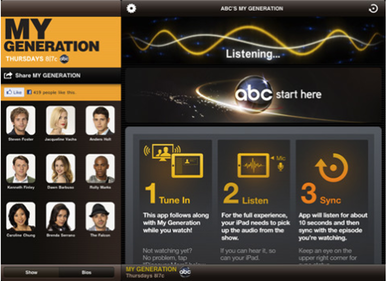 ABC'S MY GENERATION
MY
GENERATION
THURSDAYS 8|7c abc
Share MY GENERATION
Like
419 people like this.
Steven Foster
Jacqueline Vasha
Anders Holt
Kenneth Finley
Dawn Barbuso
Rolly Marks
Caroline Chung
Brenda Serrano
The Falcon
Show
Bios
Listening...
abc start here
Mic
1 Tune In
This app follows along
with My Generation
while you watch!
Not watching yet?
No problem, tap
2 Listen
For the full experience,
your iPad needs to pick
up the audio from the
show.
If you can hear it, so
can your iPad.
3 Sync
App will listen for about
10 seconds and then
sync with the episode
you're watching.
Keep an eye on the
upper right corner for
MY GENERATION
Thursdays 8|7c
abc